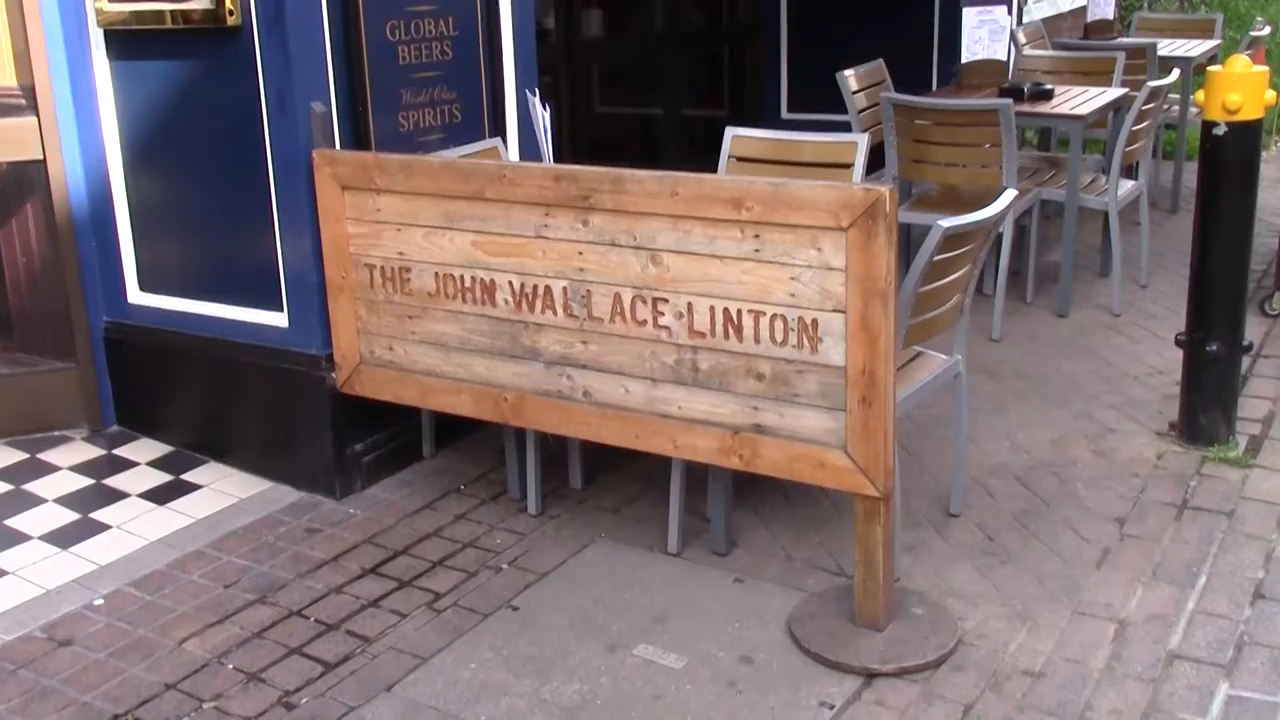 GLOBAL
BEERS
World Class
SPIRITS
THE JOHN WALLACE LINTON